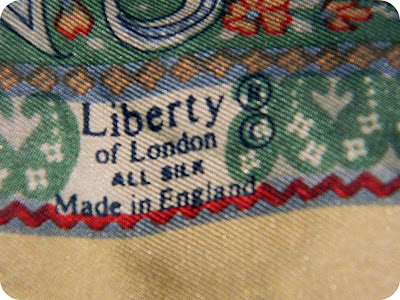 Liberty ®
of London ©
ALL SILK
Made in England